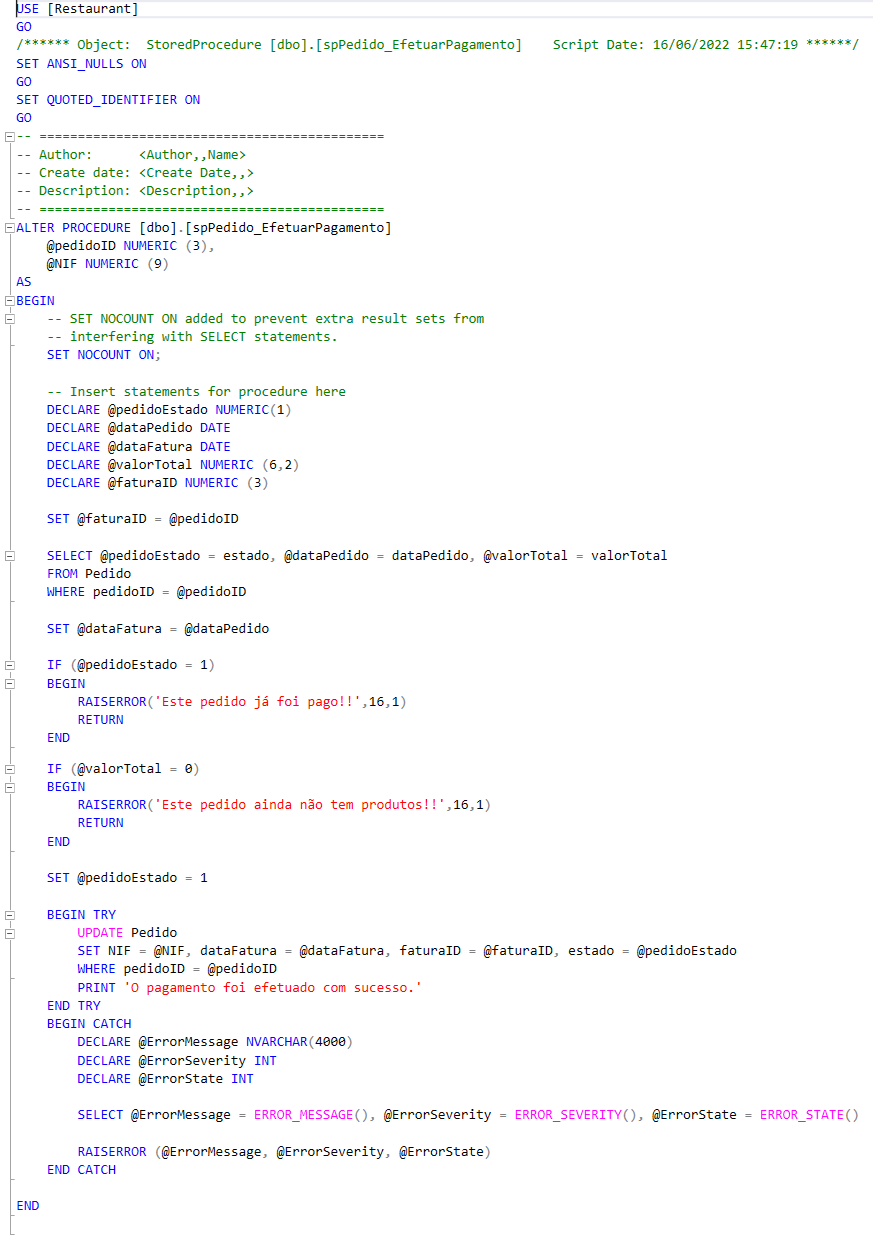 USE [Restaurant]
GO
/****** Object:  StoredProcedure [dbo].[spPedido_EfetuarPagamento]    Script Date: 16/06/2022 15:47:19 ******/
SET ANSI_NULLS ON
GO
SET QUOTED_IDENTIFIER ON
GO
-- =============================================
-- Author:      <Author,,Name>
-- Create date: <Create Date,,>
-- Description: <Description,,>
-- =============================================
ALTER PROCEDURE [dbo].[spPedido_EfetuarPagamento]
    @pedidoID NUMERIC (3),
    @NIF NUMERIC (9)
AS
BEGIN
    -- SET NOCOUNT ON added to prevent extra result sets from
    -- interfering with SELECT statements.
    SET NOCOUNT ON;

    -- Insert statements for procedure here
    DECLARE @pedidoEstado NUMERIC(1)
    DECLARE @dataPedido DATE
    DECLARE @dataFatura DATE
    DECLARE @valorTotal NUMERIC (6,2)
    DECLARE @faturaID NUMERIC (3)

    SET @faturaID = @pedidoID

    SELECT @pedidoEstado = estado, @dataPedido = dataPedido, @valorTotal = valorTotal
    FROM Pedido
    WHERE pedidoID = @pedidoID

    SET @dataFatura = @dataPedido

    IF (@pedidoEstado = 1)
    BEGIN
        RAISERROR('Este pedido já foi pago!!',16,1)
        RETURN
    END

    IF (@valorTotal = 0)
    BEGIN
        RAISERROR('Este pedido ainda não tem produtos!!',16,1)
        RETURN
    END

    SET @pedidoEstado = 1

    BEGIN TRY
        UPDATE Pedido
        SET NIF = @NIF, dataFatura = @dataFatura, faturaID = @faturaID, estado = @pedidoEstado
        WHERE pedidoID = @pedidoID
        PRINT 'O pagamento foi efetuado com sucesso.'
    END TRY
    BEGIN CATCH
        DECLARE @ErrorMessage NVARCHAR(4000)
        DECLARE @ErrorSeverity INT
        DECLARE @ErrorState INT

        SELECT @ErrorMessage = ERROR_MESSAGE(), @ErrorSeverity = ERROR_SEVERITY(), @ErrorState = ERROR_STATE()

        RAISERROR (@ErrorMessage, @ErrorSeverity, @ErrorState)
    END CATCH

END